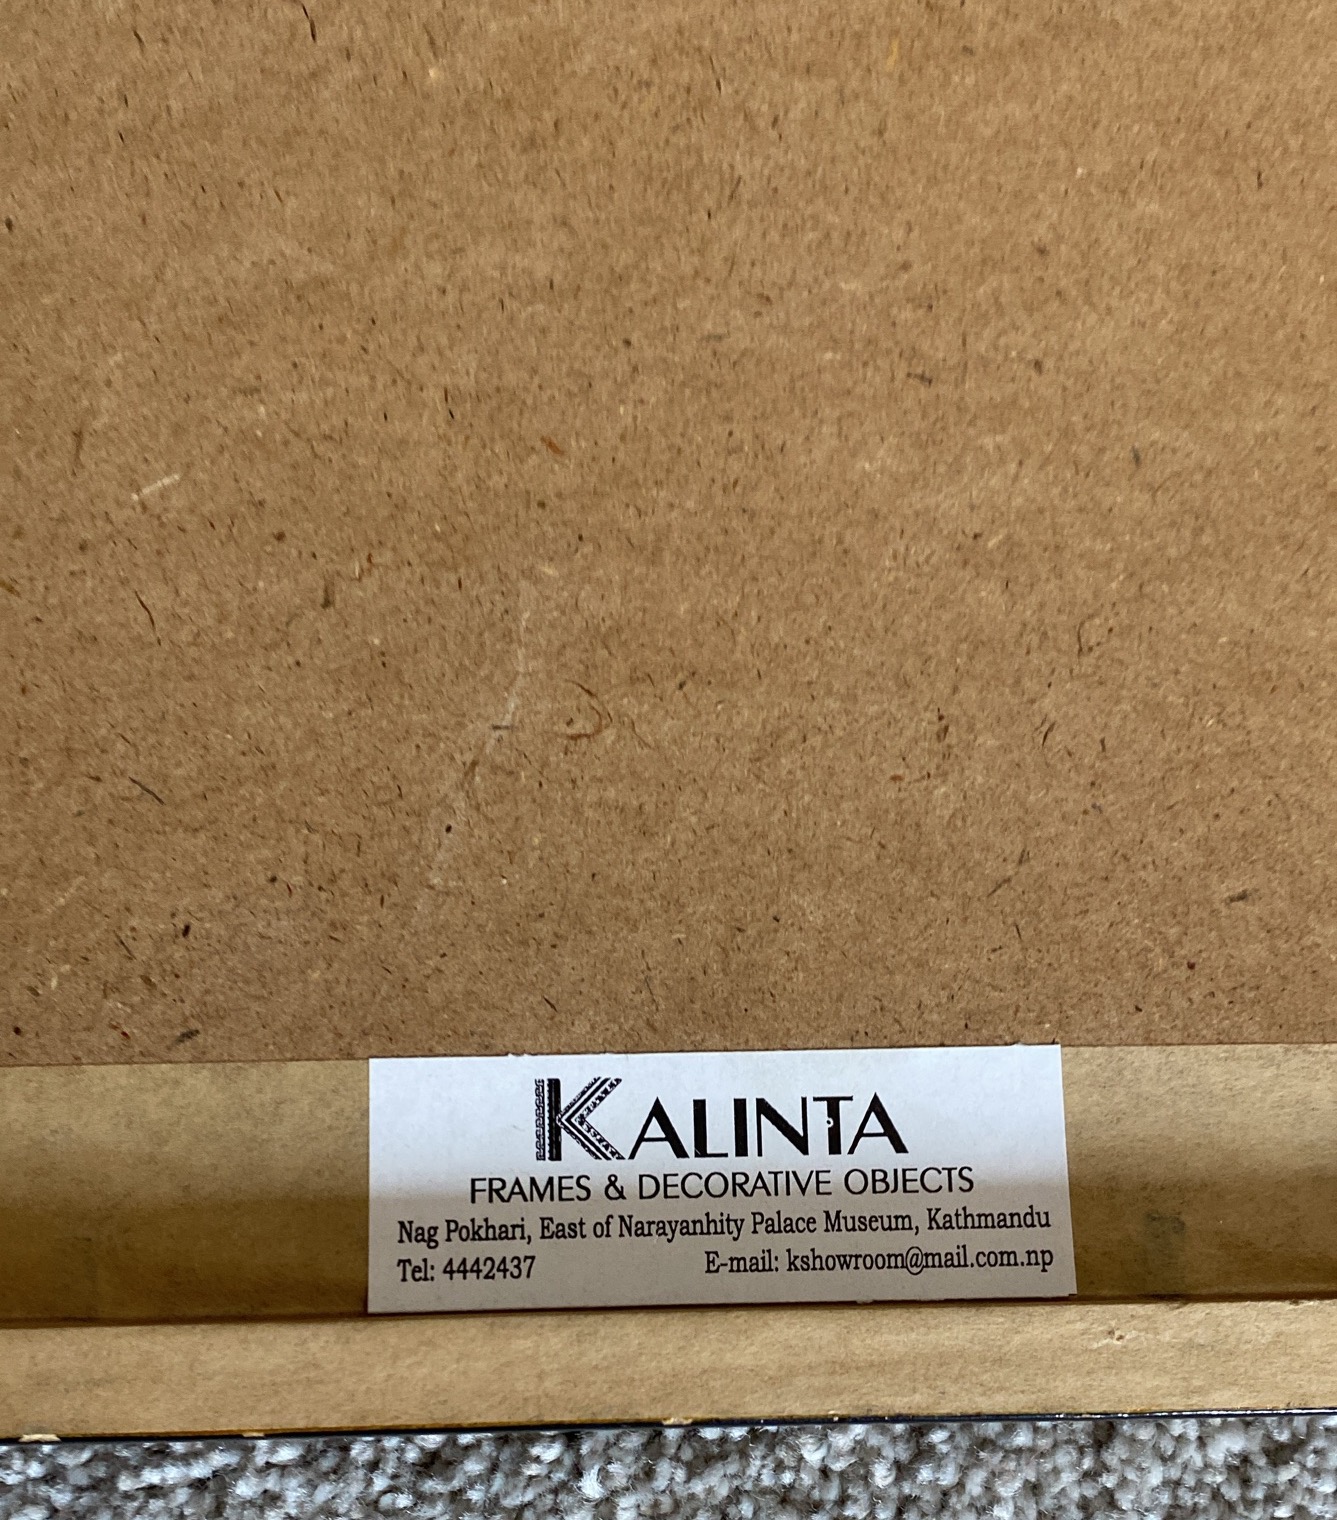 KALINTA
FRAMES & DECORATIVE OBJECTS
Nag Pokhari, East of Narayanhity Palace Museum, Kathmandu
Tel: 4442437 E-mail: kshowroom@mail.com.np